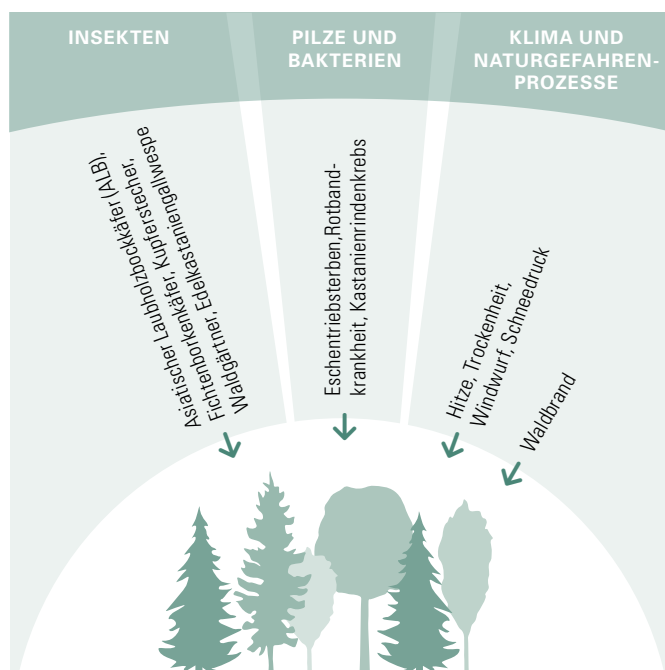 INSEKTEN
PILZE UND
BAKTERIEN
KLIMA UND
NATURGEFAHREN-
PROZESSE
Asiatischer Laubholzbockkäfer (ALB),
Fichtenborkenkäfer, Kupferstecher,
Waldgärtner, Edelkastaniengallwespe
Eschentriebsterben,Rotband-
krankheit, Kastanienrindenkrebs
Hitze, Trockenheit,
Windwurf, Schneedruck
Waldbrand